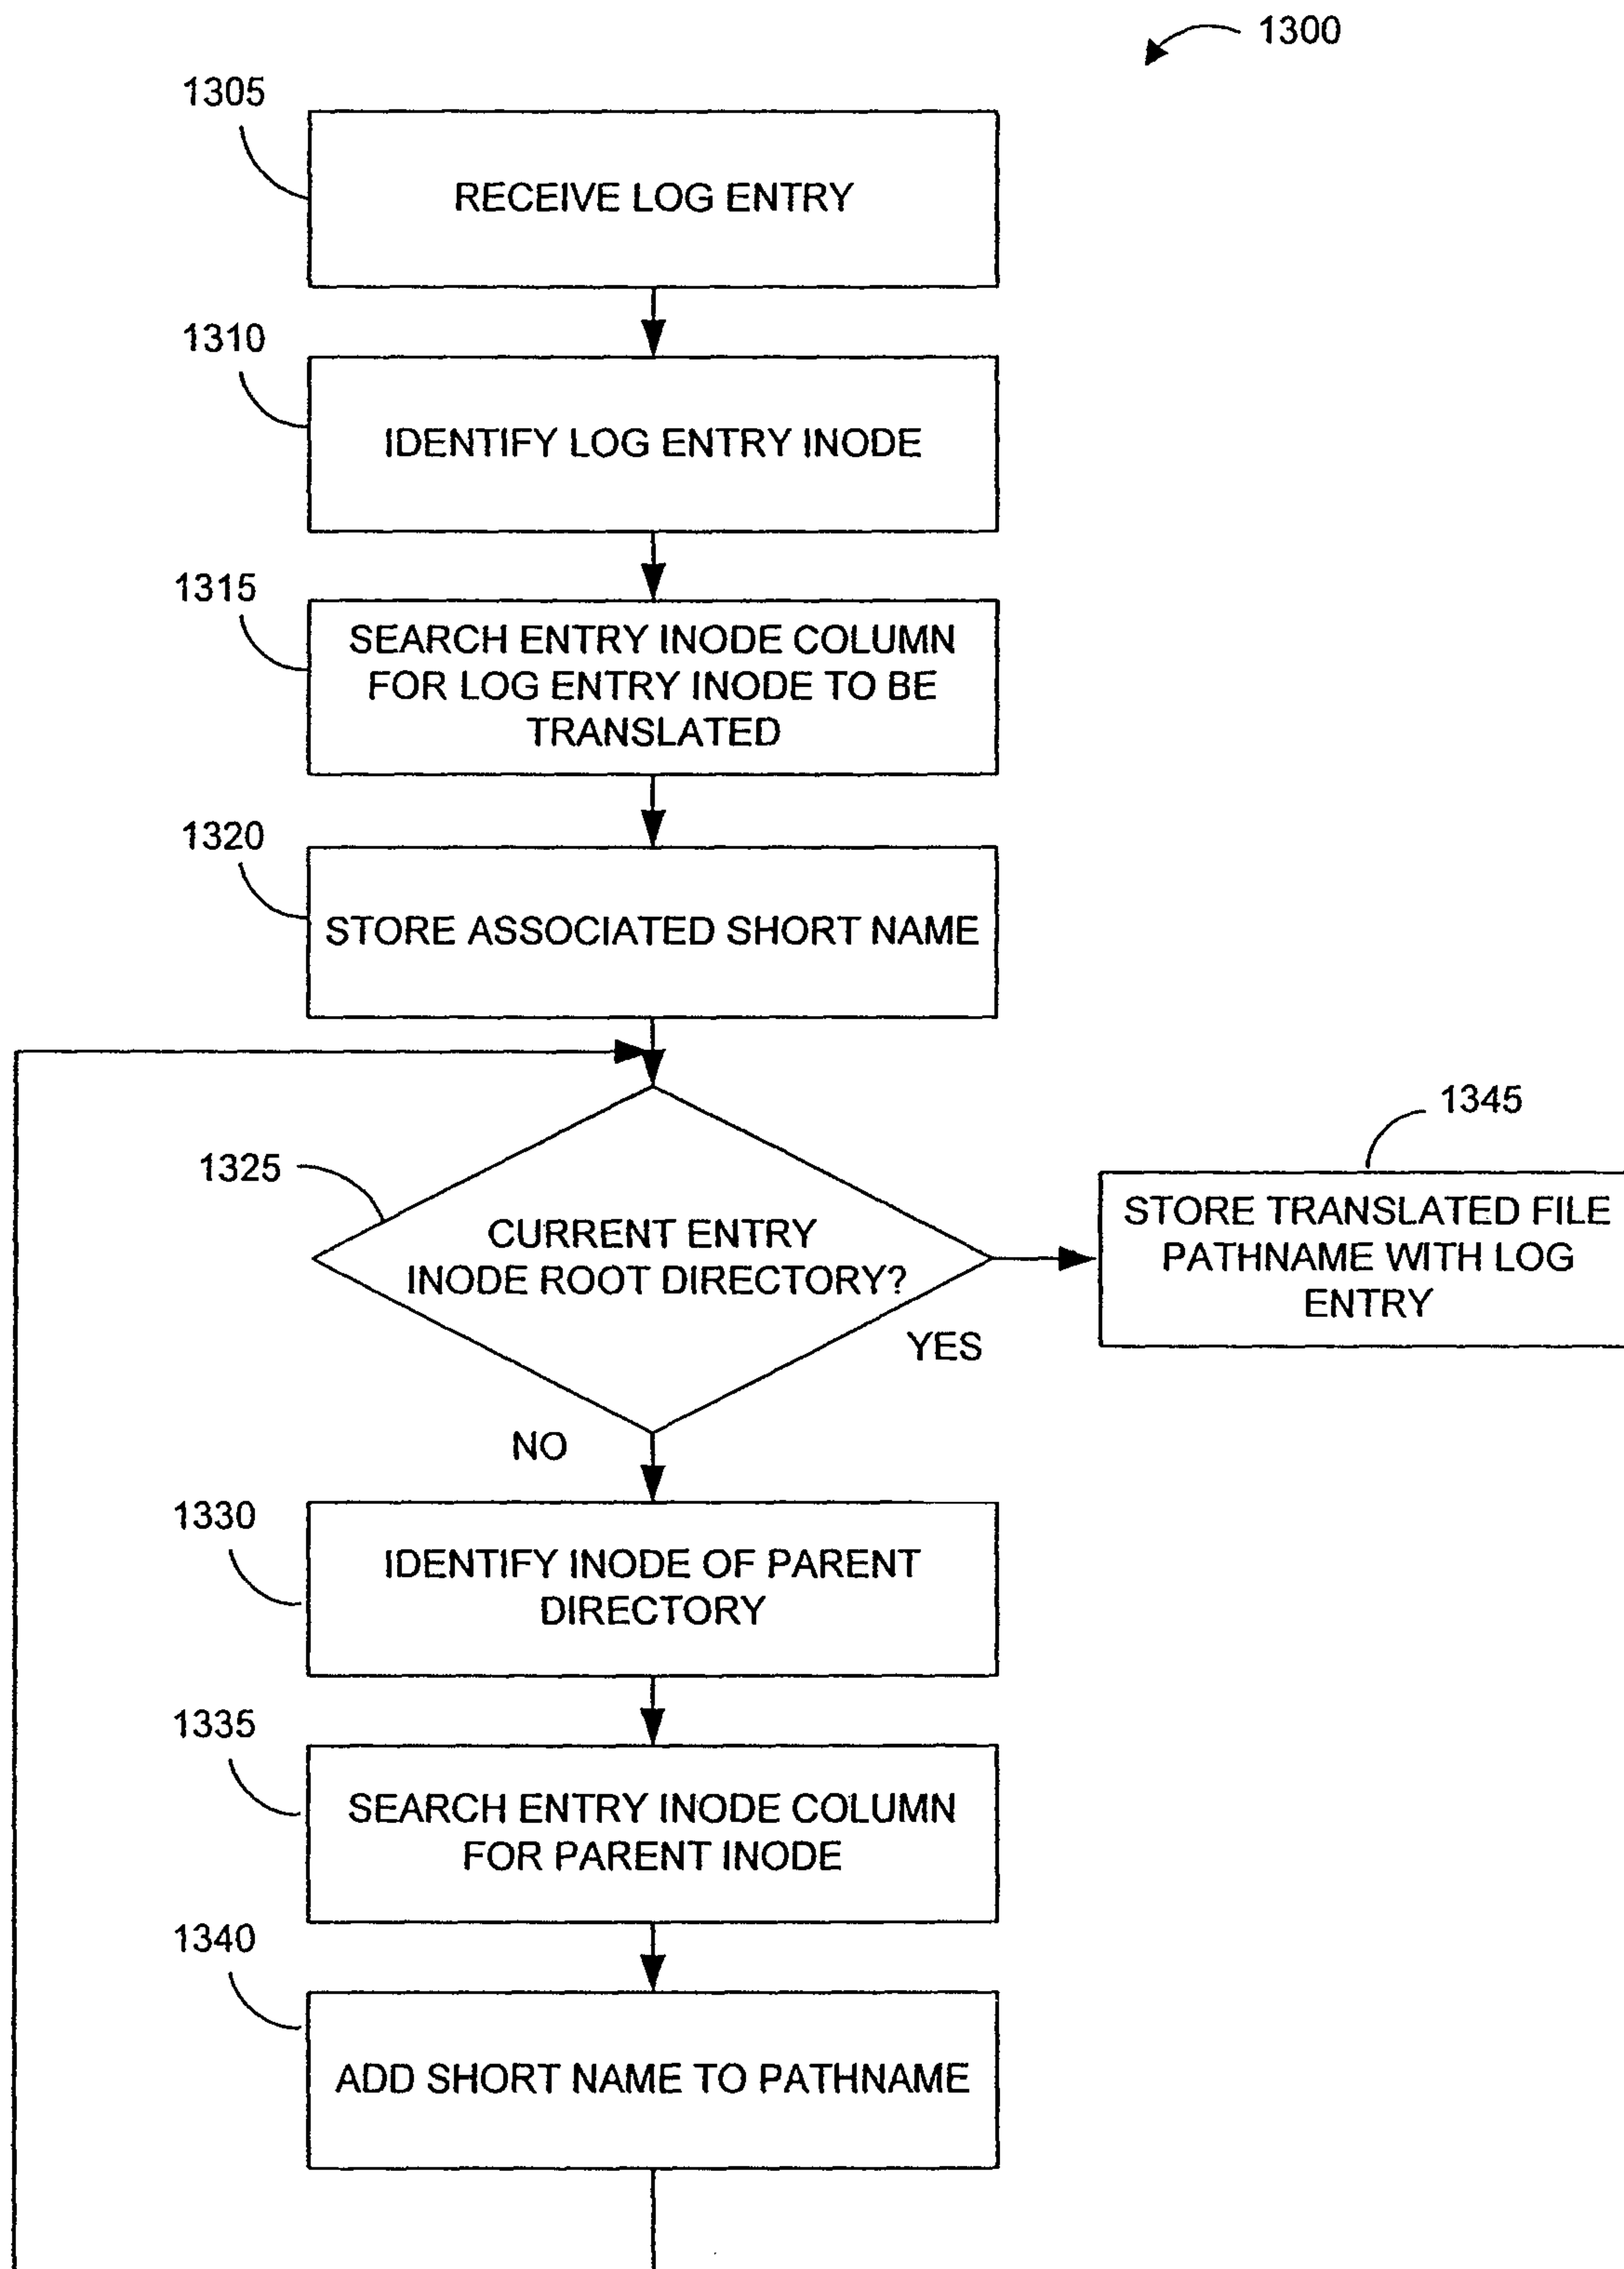 1300
1305
RECEIVE LOG ENTRY
1310
IDENTIFY LOG ENTRY INODE
1315
SEARCH ENTRY INODE COLUMN
FOR LOG ENTRY INODE TO BE
TRANSLATED
1320
STORE ASSOCIATED SHORT NAME
1325
CURRENT ENTRY
INODE ROOT DIRECTORY?
YES
NO
1345
STORE TRANSLATED FILE
PATHNAME WITH LOG
ENTRY
1330
IDENTIFY INODE OF PARENT
DIRECTORY
1335
SEARCH ENTRY INODE COLUMN
FOR PARENT INODE
1340
ADD SHORT NAME TO PATHNAME